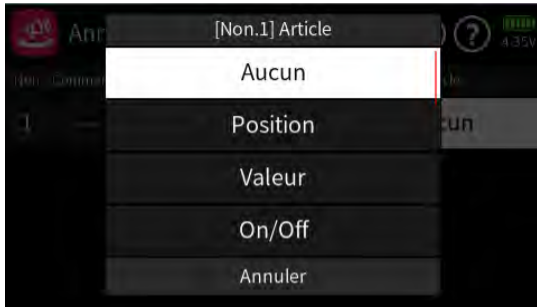 [Non.1] Article
Ann
?
4.35V
Aucun
1
cun
Position
Valeur
On/Off
Annuler